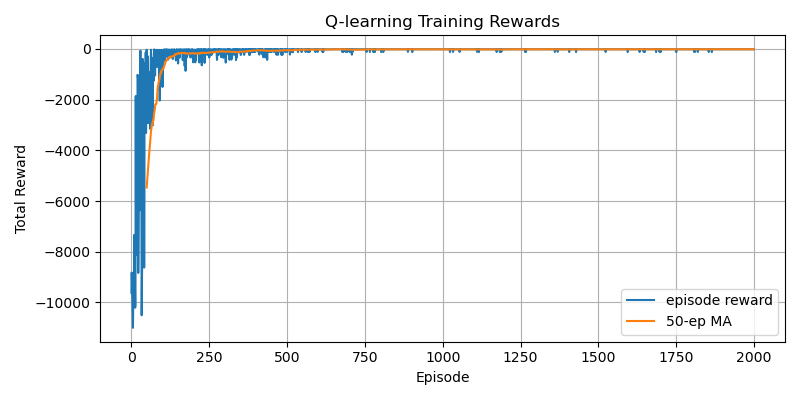 Q-learning Training Rewards
0
−2000
−4000
−6000
−8000
−10000
Total Reward
0 250 500 750 1000 1250 1500 1750 2000
Episode
episode reward
50-ep MA